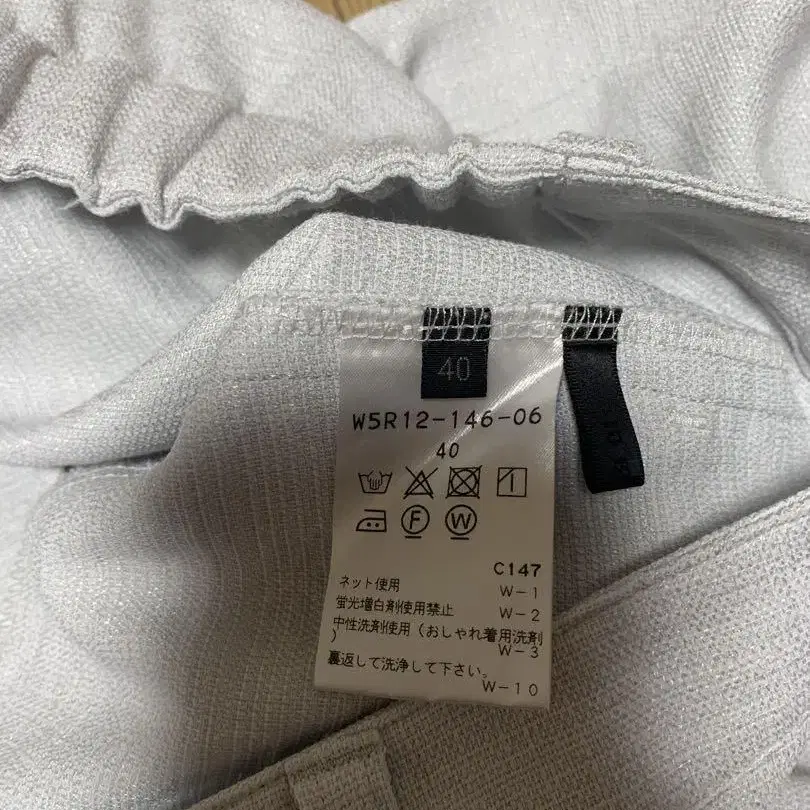 40
W5R12-146-06
40
F W
C147
ネット使用 W-1
蛍光増白剤使用禁止 W-2
中性洗剤使用（おしゃれ着用洗剤
） W-3
裏返して洗浄して下さい。
W-10